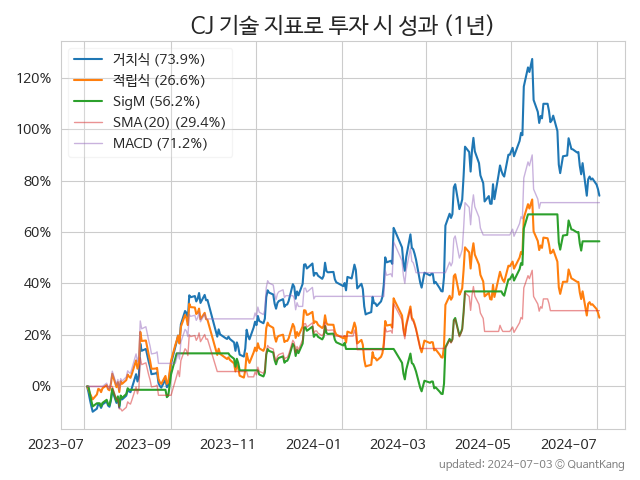 CJ 기술 지표로 투자 시 성과 (1년)
거치식 (73.9%)
적립식 (26.6%)
SigM (56.2%)
SMA(20) (29.4%)
MACD (71.2%)
120%
100%
80%
60%
40%
20%
0%
2023-07 2023-09 2023-11 2024-01 2024-03 2024-05 2024-07
updated: 2024-07-03 © QuantKang